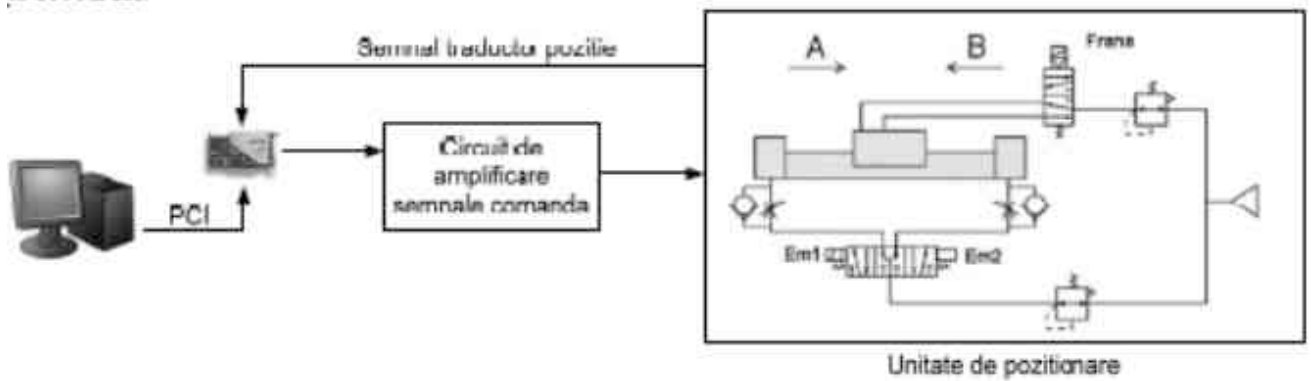 Semnal traductor pozitie
A
B
Frana
Circuit de
amplificare
semnale comanda
PCI
Em1
Em2
Unitate de pozitionare